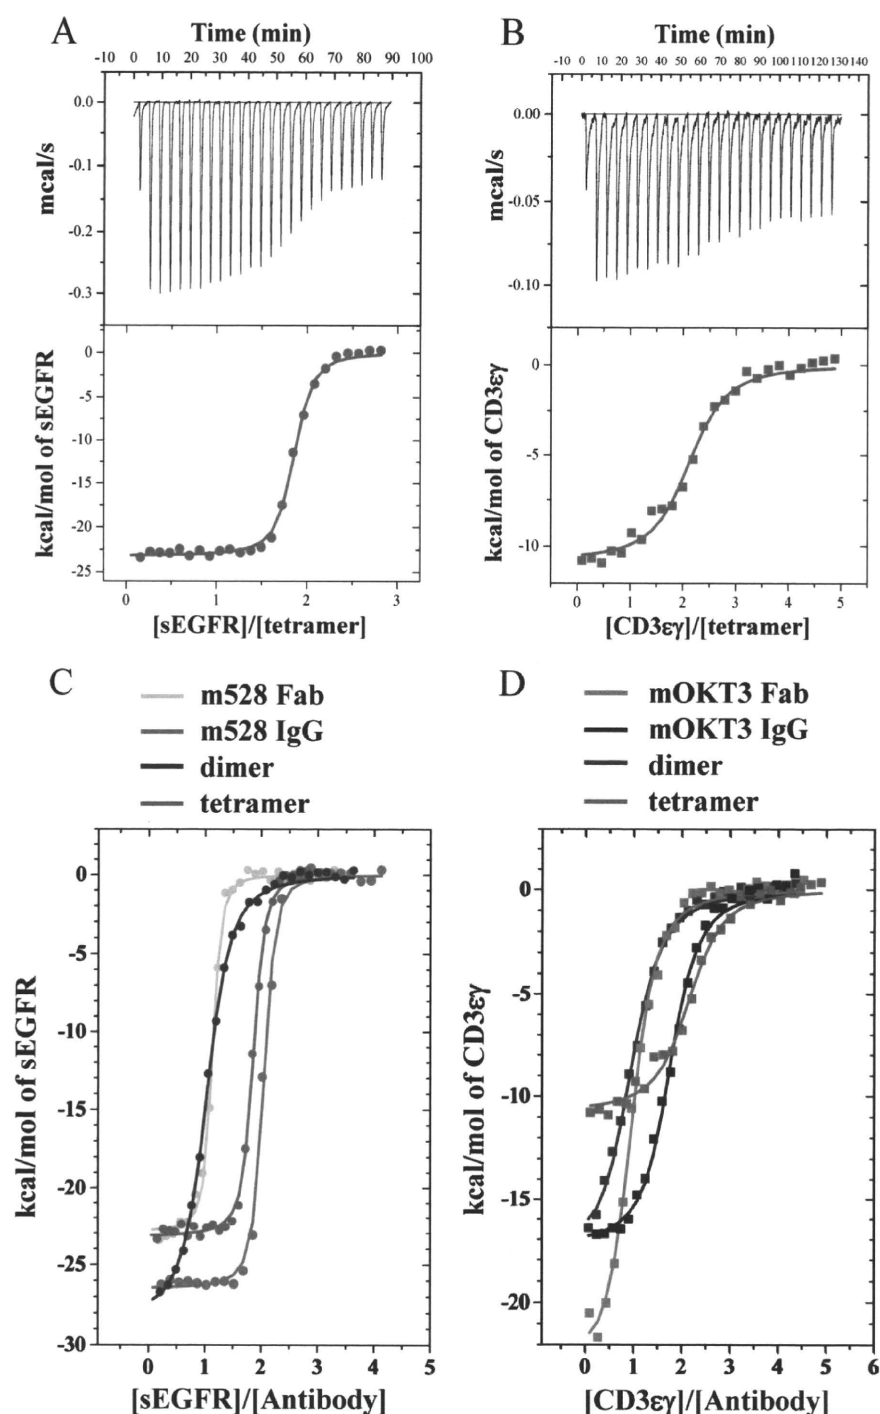 A
Time (min)
-10 0 10 20 30 40 50 60 70 80 90 100
0.0
-0.1
-0.2
-0.3
mcal/s
0
-5
-10
-15
-20
-25
kcal/mol of sEGFR
0 1 2 3
[sEGFR]/[tetramer]
B
Time (min)
-10 0 10 20 30 40 50 60 70 80 90 100 110 120 130 140
0.00
-0.05
-0.10
mcal/s
0
-5
-10
kcal/mol of CD3εγ
0 1 2 3 4 5
[CD3εγ]/[tetramer]
C
m528 Fab
m528 IgG
dimer
tetramer
0
-5
-10
-15
-20
-25
-30
kcal/mol of sEGFR
0 1 2 3 4 5
[sEGFR]/[Antibody]
D
mOKT3 Fab
mOKT3 IgG
dimer
tetramer
0
-5
-10
-15
-20
kcal/mol of CD3εγ
0 1 2 3 4 5 6
[CD3εγ]/[Antibody]